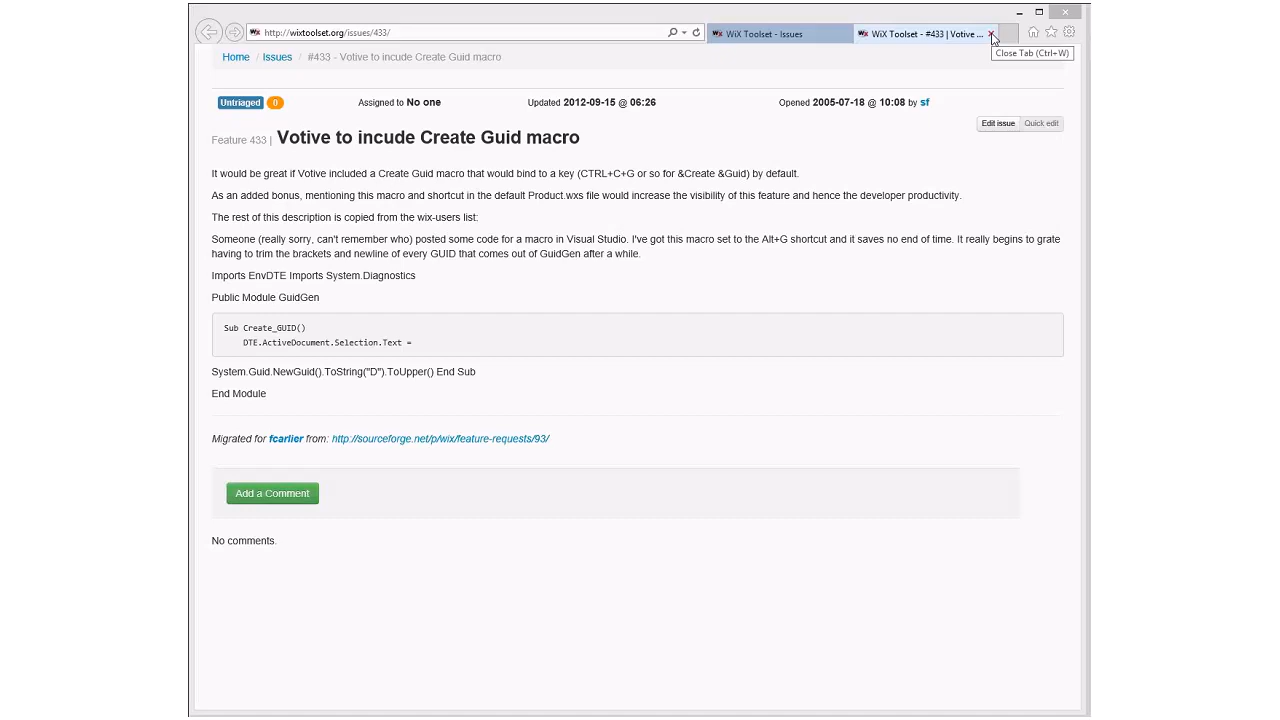 http://wixtoolset.org/issues/433/
WiX Toolset - Issues
WiX Toolset - #433 | Votive ...
Close Tab (Ctrl+W)
Home / Issues / #433 - Votive to incude Create Guid macro
Untriaged 0 Assigned to No one Updated 2012-09-15 @ 06:26 Opened 2005-07-18 @ 10:08 by sf
Edit issue Quick edit
Feature 433 | Votive to incude Create Guid macro
It would be great if Votive included a Create Guid macro that would bind to a key (CTRL+C+G or so for &Create &Guid) by default.
As an added bonus, mentioning this macro and shortcut in the default Product.wxs file would increase the visibility of this feature and hence the developer productivity.
The rest of this description is copied from the wix-users list:
Someone (really sorry, can't remember who) posted some code for a macro in Visual Studio. I've got this macro set to the Alt+G shortcut and it saves no end of time. It really begins to grate
having to trim the brackets and newline of every GUID that comes out of GuidGen after a while.
Imports EnvDTE Imports System.Diagnostics
Public Module GuidGen
Sub Create_GUID()
DTE.ActiveDocument.Selection.Text =
System.Guid.NewGuid().ToString("D").ToUpper() End Sub
End Module
Migrated for fcarlier from: http://sourceforge.net/p/wix/feature-requests/93/
Add a Comment
No comments.